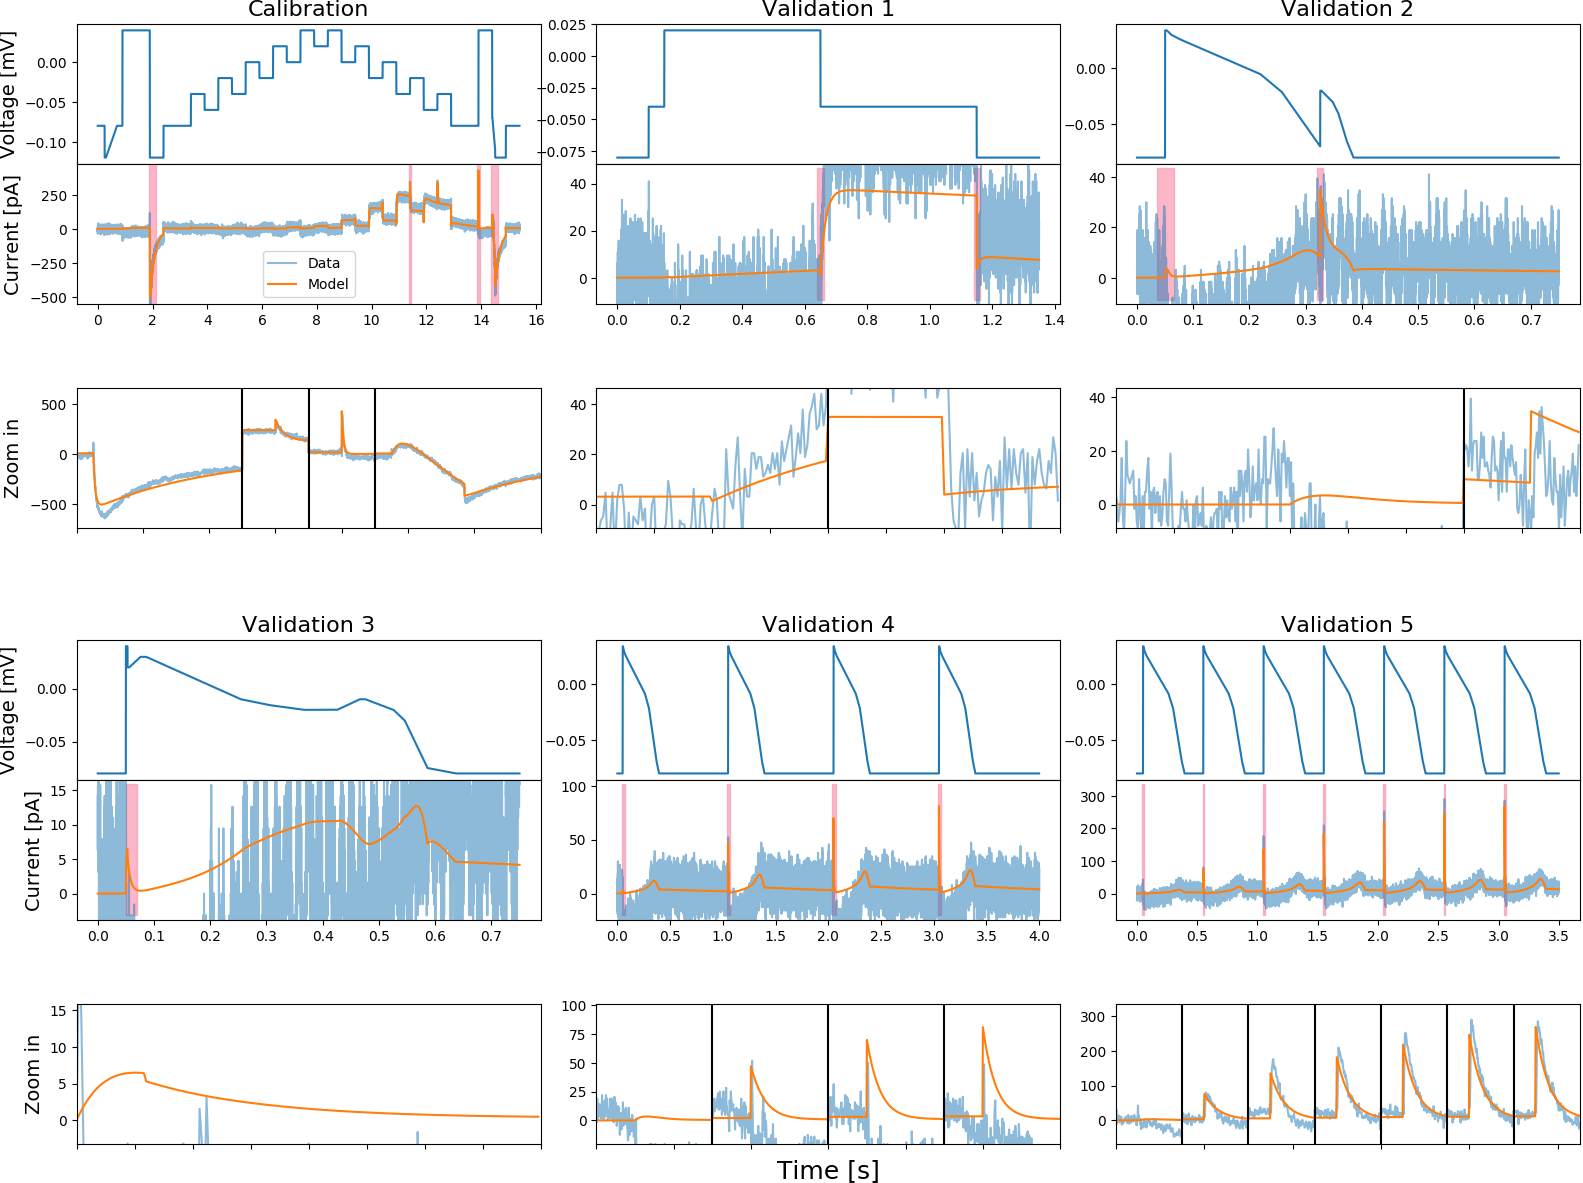 Calibration
Validation 1
Validation 2
Voltage [mV]
0.00
−0.05
−0.10
0.025
0.000
−0.025
−0.050
−0.075
0.00
−0.05
Current [pA]
250
0
−250
−500
Data
Model
40
20
0
40
20
0
0 2 4 6 8 10 12 14 16
0.0 0.2 0.4 0.6 0.8 1.0 1.2 1.4
0.0 0.1 0.2 0.3 0.4 0.5 0.6 0.7
Zoom in
500
0
−500
40
20
0
40
20
0
Validation 3
Validation 4
Validation 5
Voltage [mV]
0.00
−0.05
0.00
−0.05
0.00
−0.05
Current [pA]
15
10
5
0
100
50
0
300
200
100
0
0.0 0.1 0.2 0.3 0.4 0.5 0.6 0.7
0.0 0.5 1.0 1.5 2.0 2.5 3.0 3.5 4.0
0.0 0.5 1.0 1.5 2.0 2.5 3.0 3.5
Zoom in
15
10
5
0
100
75
50
25
0
300
200
100
0
Time [s]